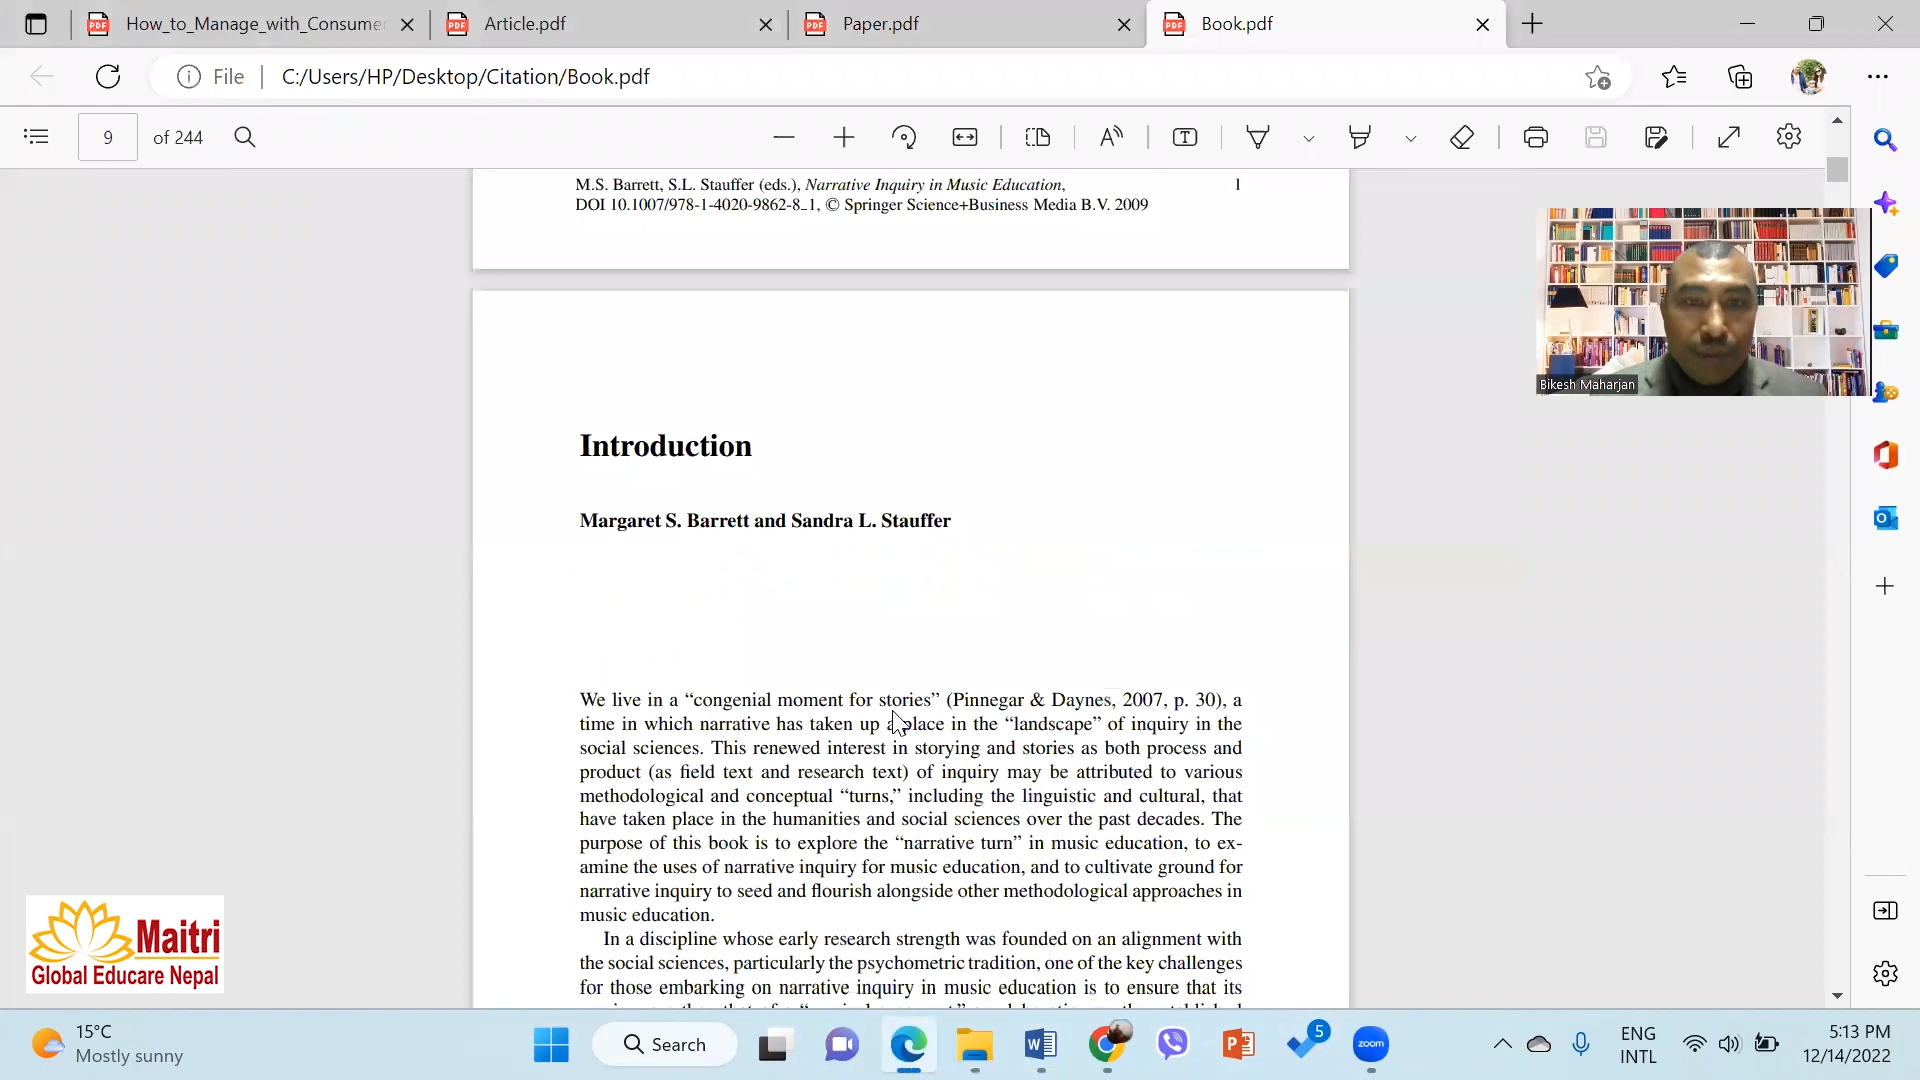 How_to_Manage_with_Consumer
Article.pdf
Paper.pdf
Book.pdf
File
C:/Users/HP/Desktop/Citation/Book.pdf
9 of 244
M.S. Barrett, S.L. Stauffer (eds.), Narrative Inquiry in Music Education, 1
DOI 10.1007/978-1-4020-9862-8_1, © Springer Science+Business Media B.V. 2009
Bikesh Maharjan
Introduction
Margaret S. Barrett and Sandra L. Stauffer
We live in a “congenial moment for stories” (Pinnegar & Daynes, 2007, p. 30), a
time in which narrative has taken up a place in the “landscape” of inquiry in the
social sciences. This renewed interest in storying and stories as both process and
product (as field text and research text) of inquiry may be attributed to various
methodological and conceptual “turns,” including the linguistic and cultural, that
have taken place in the humanities and social sciences over the past decades. The
purpose of this book is to explore the “narrative turn” in music education, to ex-
amine the uses of narrative inquiry for music education, and to cultivate ground for
narrative inquiry to seed and flourish alongside other methodological approaches in
music education.
In a discipline whose early research strength was founded on an alignment with
the social sciences, particularly the psychometric tradition, one of the key challenges
for those embarking on narrative inquiry in music education is to ensure that its
Maitri
Global Educare Nepal
15°C
Mostly sunny
Search
5
zoom
ENG
INTL
5:13 PM
12/14/2022